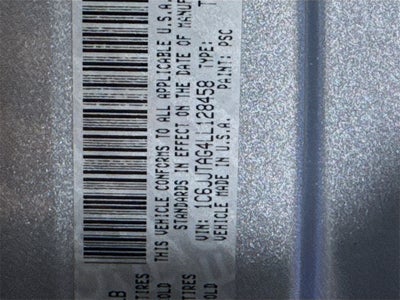 THIS VEHICLE CONFORMS TO ALL APPLICABLE U.S.A.
STANDARDS IN EFFECT ON THE DATE OF MANUF
VIN: 1C6JJTAG4LL128458 TYPE: T
VEHICLE MADE IN U.S.A. PAINT: PSC
LB
TIRES
OLD
TIRES
OLD